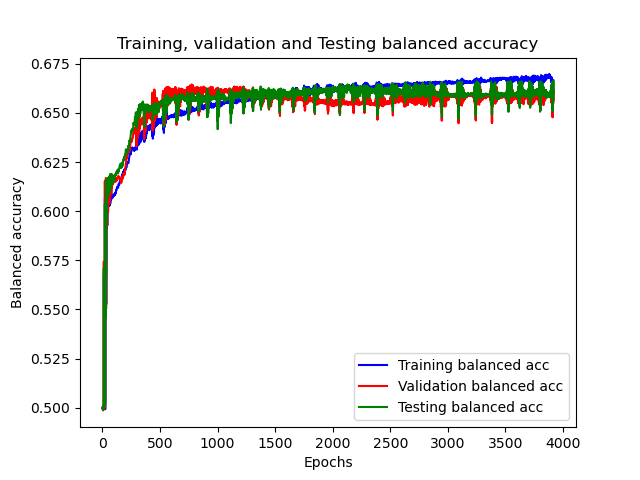 Training, validation and Testing balanced accuracy
0.675
0.650
0.625
0.600
0.575
0.550
0.525
0.500
Balanced accuracy
0 500 1000 1500 2000 2500 3000 3500 4000
Epochs
Training balanced acc
Validation balanced acc
Testing balanced acc